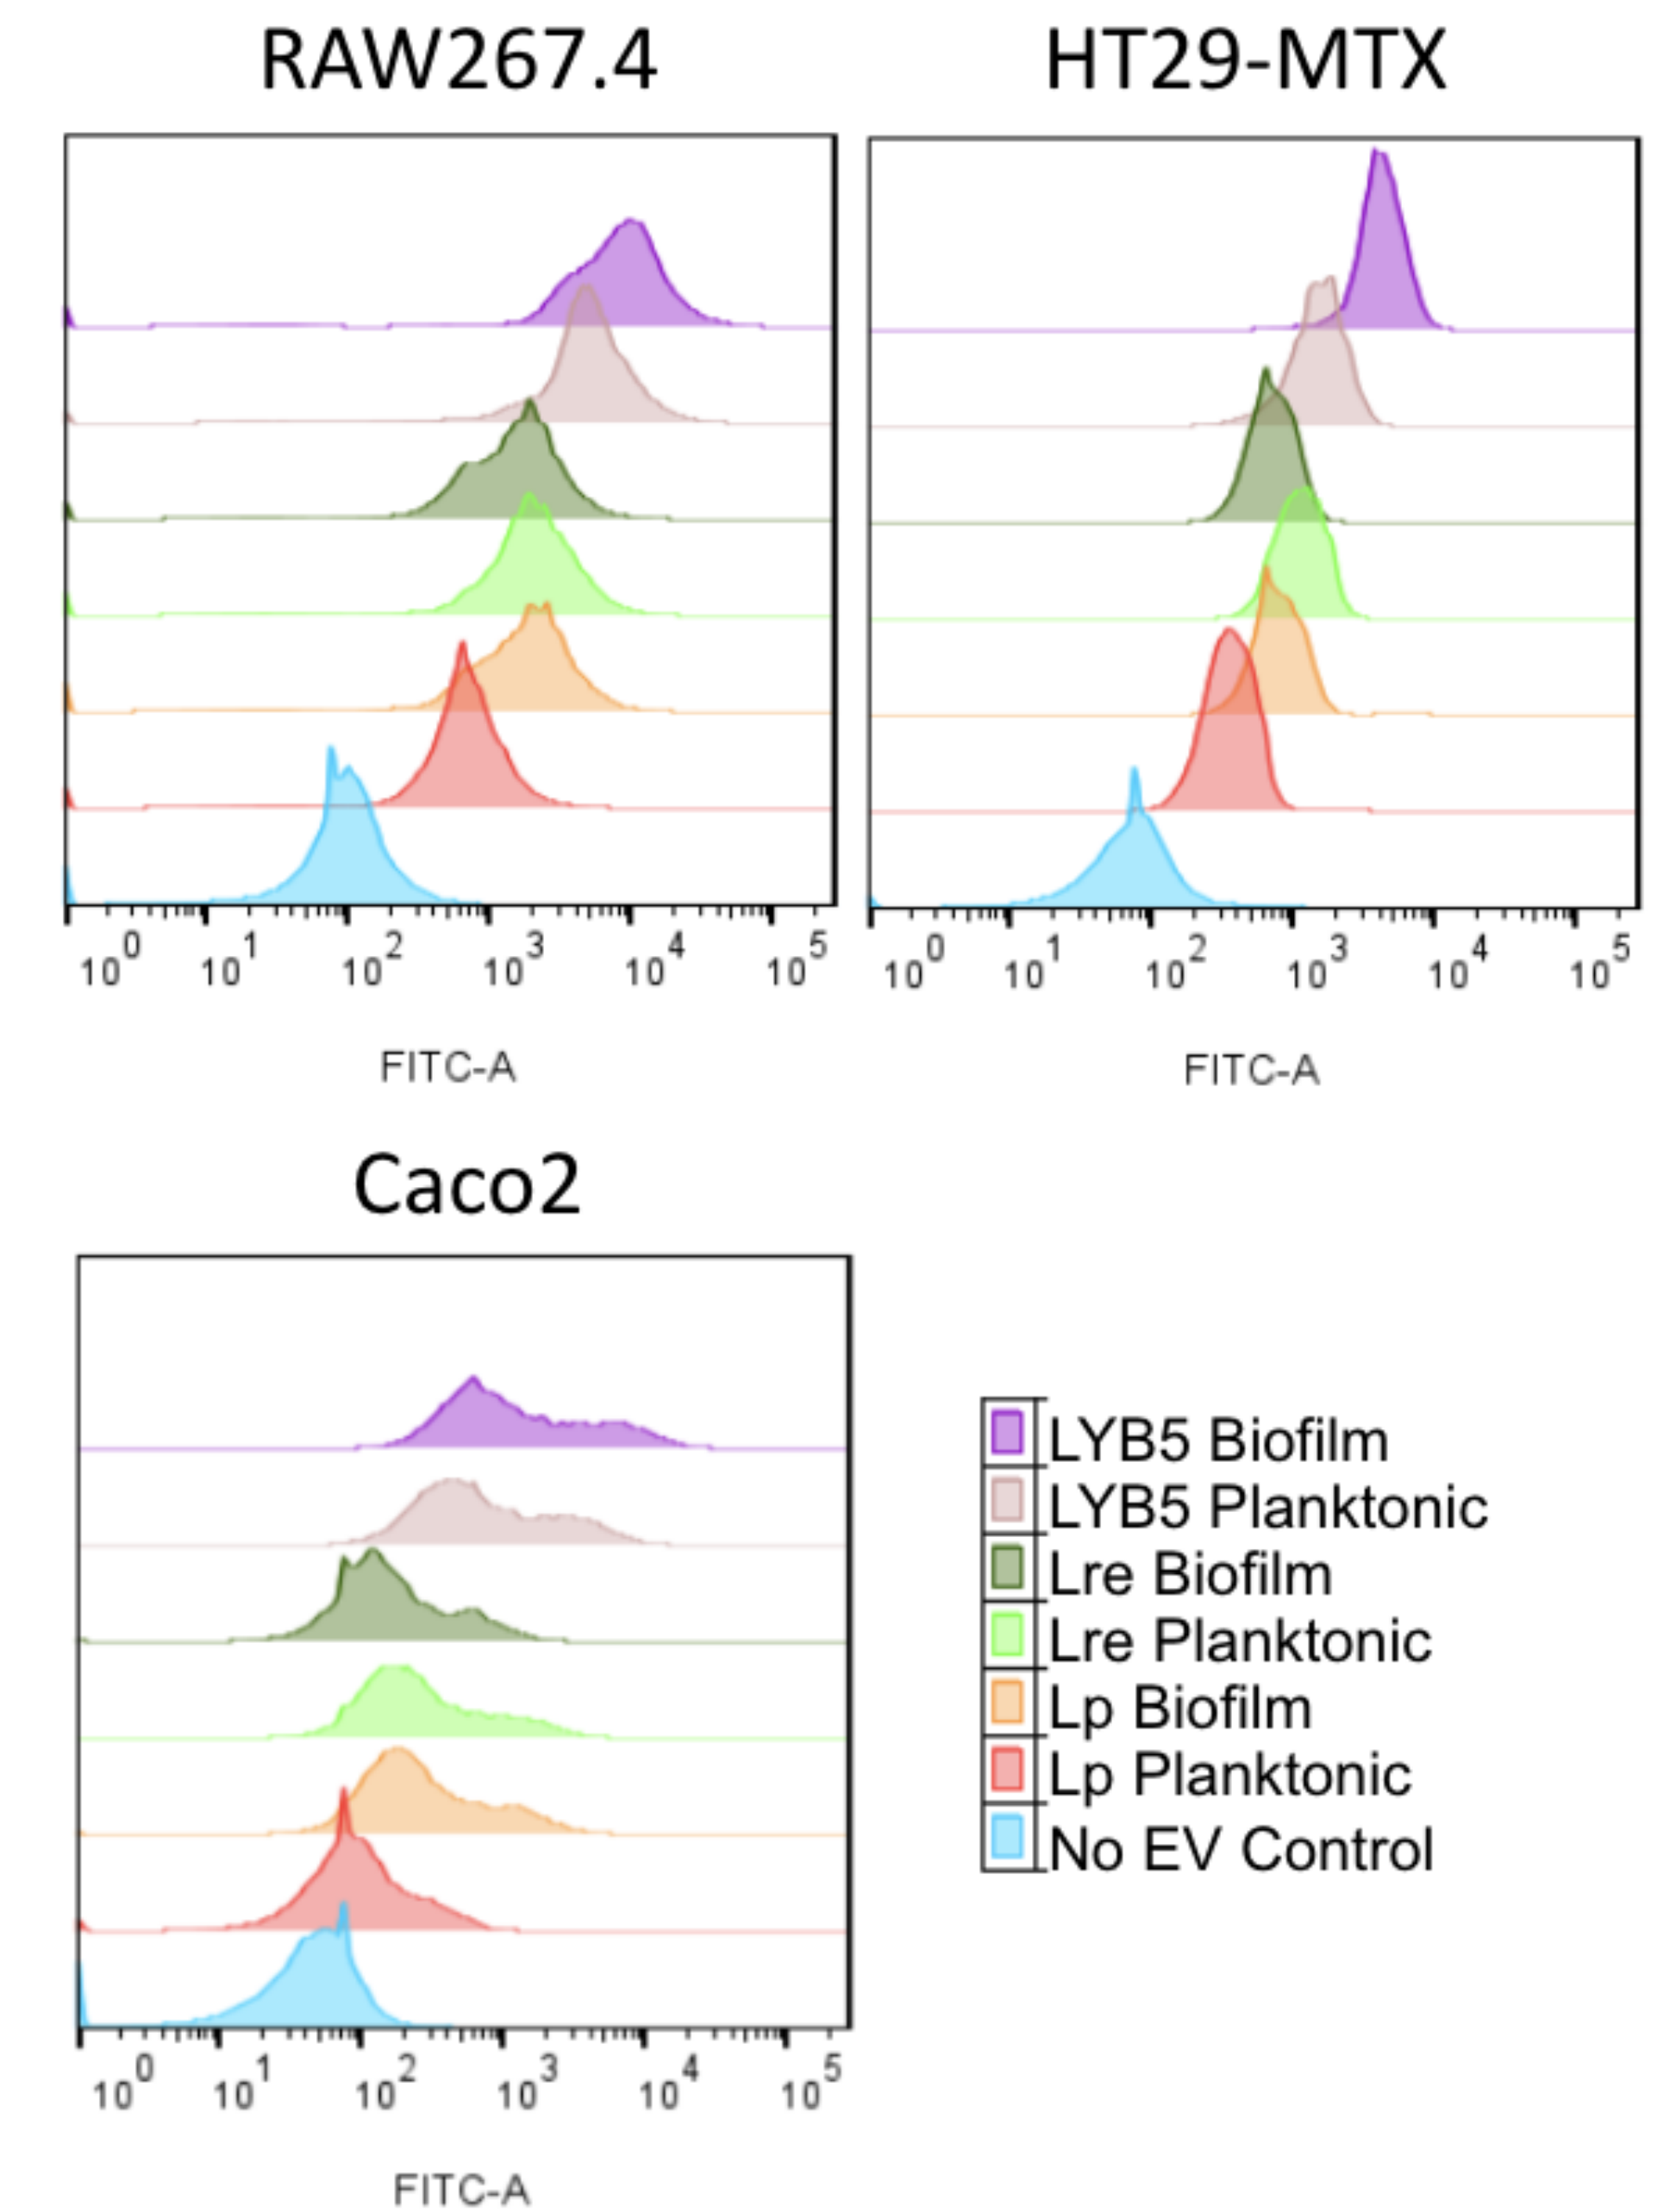 RAW267.4
HT29-MTX
10^0 10^1 10^2 10^3 10^4 10^5
10^0 10^1 10^2 10^3 10^4 10^5
FITC-A
FITC-A
Caco2
LYB5 Biofilm
LYB5 Planktonic
Lre Biofilm
Lre Planktonic
Lp Biofilm
Lp Planktonic
No EV Control
10^0 10^1 10^2 10^3 10^4 10^5
FITC-A